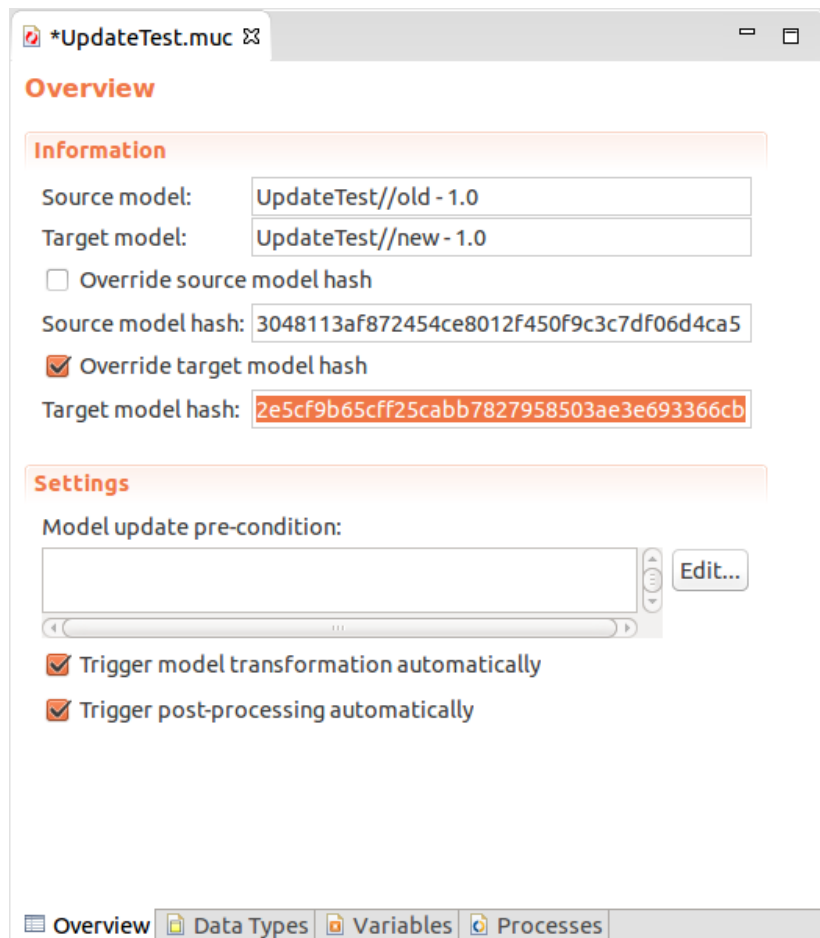 *UpdateTest.muc
Overview
Information
Source model: UpdateTest//old - 1.0
Target model: UpdateTest//new - 1.0
Override source model hash
Source model hash: 3048113af872454ce8012f450f9c3c7df06d4ca5
Override target model hash
Target model hash: 2e5cf9b65cff25cabb7827958503ae3e693366cb
Settings
Model update pre-condition:
Edit...
Trigger model transformation automatically
Trigger post-processing automatically
Overview Data Types Variables Processes